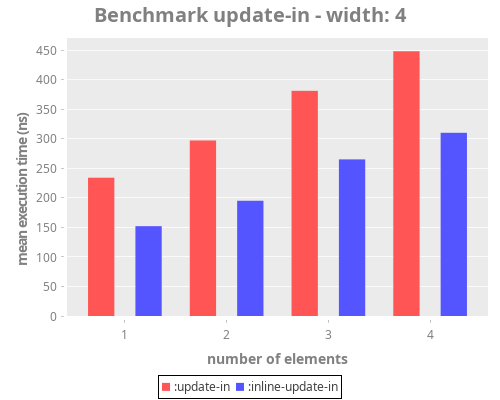 Benchmark update-in - width: 4
mean execution time (ns)
450
400
350
300
250
200
150
100
50
0
1 2 3 4
number of elements
:update-in :inline-update-in